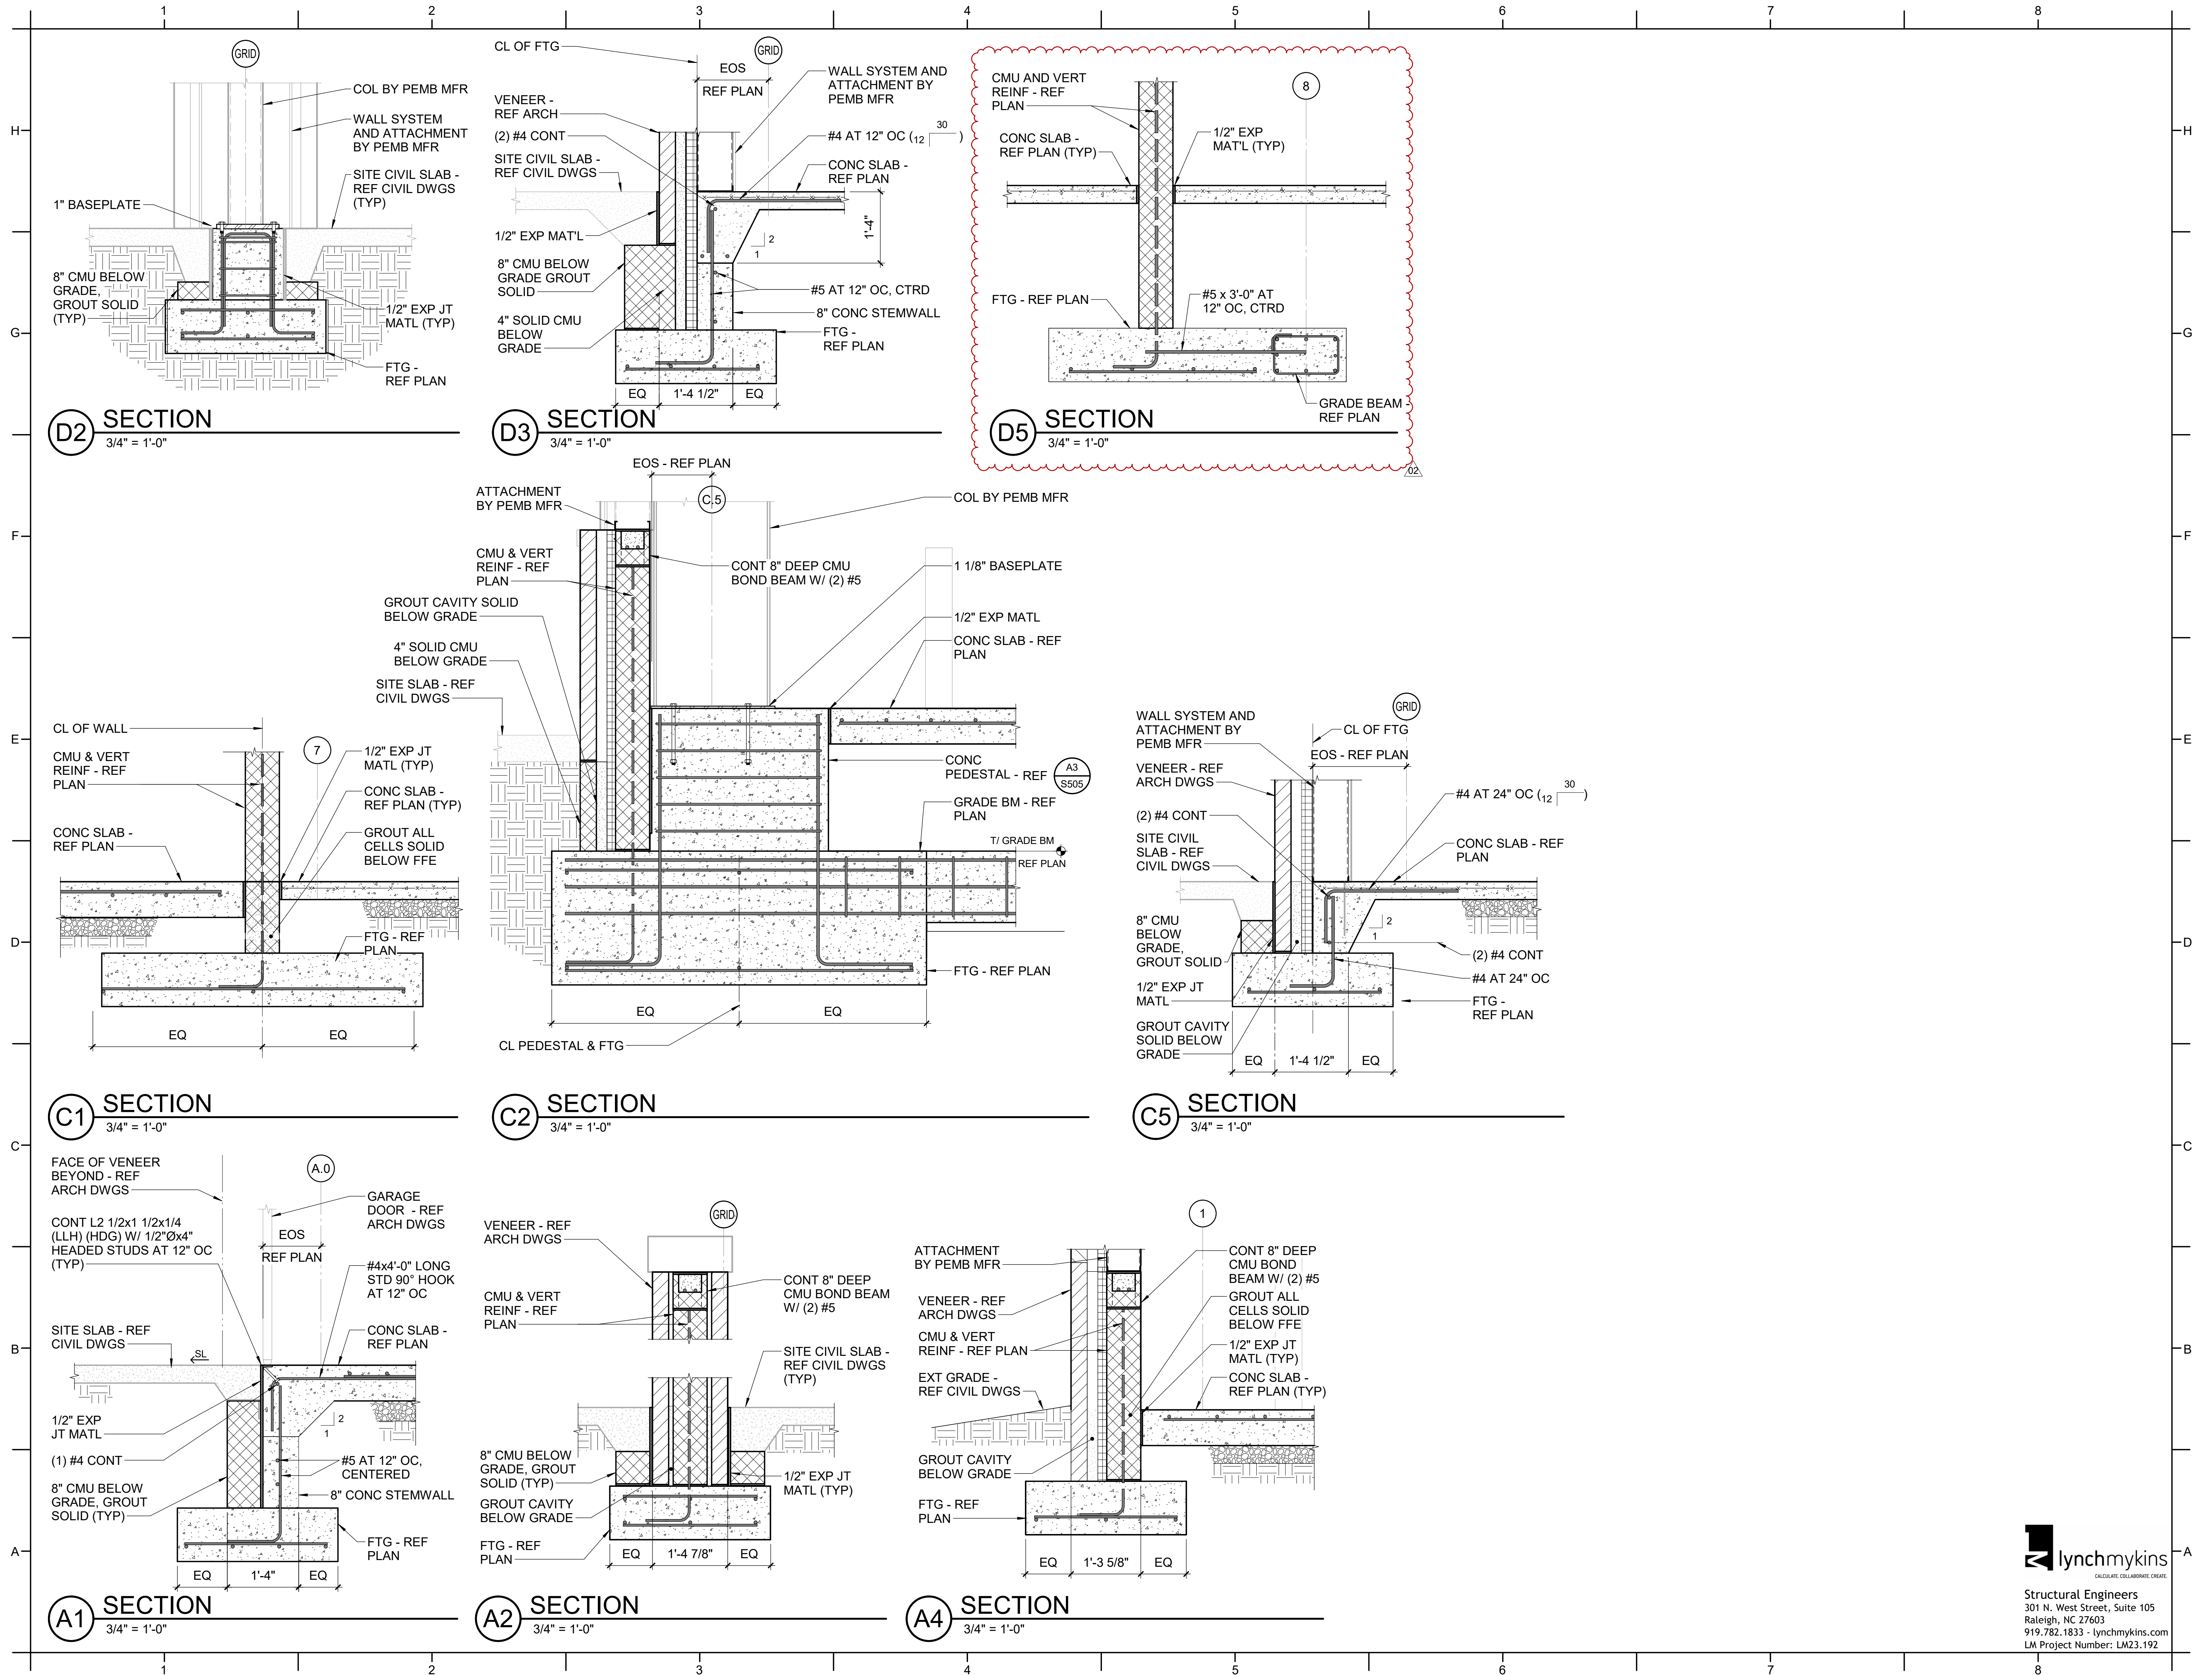 1
2
3
4
5
6
7
8
H
G
F
E
D
C
B
A
GRID
COL BY PEMB MFR
WALL SYSTEM
AND ATTACHMENT
BY PEMB MFR
SITE CIVIL SLAB -
REF CIVIL DWGS
(TYP)
1" BASEPLATE
8" CMU BELOW
GRADE,
GROUT SOLID
(TYP)
1/2" EXP JT
MATL (TYP)
FTG -
REF PLAN
D2
SECTION
3/4" = 1'-0"
CL OF FTG
GRID
EOS
REF PLAN
WALL SYSTEM AND
ATTACHMENT BY
PEMB MFR
VENEER -
REF ARCH
(2) #4 CONT
#4 AT 12" OC (12 30)
SITE CIVIL SLAB -
REF CIVIL DWGS
CONC SLAB -
REF PLAN
1'-4"
1/2" EXP MAT'L
2
1
8" CMU BELOW
GRADE GROUT
SOLID
#5 AT 12" OC, CTRD
8" CONC STEMWALL
4" SOLID CMU
BELOW
GRADE
FTG -
REF PLAN
EQ
1'-4 1/2"
EQ
D3
SECTION
3/4" = 1'-0"
CMU AND VERT
REINF - REF
PLAN
8
CONC SLAB -
REF PLAN (TYP)
1/2" EXP
MAT'L (TYP)
FTG - REF PLAN
#5 x 3'-0" AT
12" OC, CTRD
GRADE BEAM -
REF PLAN
D5
SECTION
3/4" = 1'-0"
02
CL OF WALL
CMU & VERT
REINF - REF
PLAN
7
1/2" EXP JT
MATL (TYP)
CONC SLAB -
REF PLAN (TYP)
CONC SLAB -
REF PLAN
GROUT ALL
CELLS SOLID
BELOW FFE
FTG - REF
PLAN
EQ
EQ
C1
SECTION
3/4" = 1'-0"
EOS - REF PLAN
ATTACHMENT
BY PEMB MFR
C.5
COL BY PEMB MFR
CMU & VERT
REINF - REF
PLAN
CONT 8" DEEP CMU
BOND BEAM W/ (2) #5
1 1/8" BASEPLATE
GROUT CAVITY SOLID
BELOW GRADE
1/2" EXP MATL
4" SOLID CMU
BELOW GRADE
CONC SLAB - REF
PLAN
SITE SLAB - REF
CIVIL DWGS
CONC
PEDESTAL - REF
A3
S505
GRADE BM - REF
PLAN
T/ GRADE BM
REF PLAN
FTG - REF PLAN
EQ
EQ
CL PEDESTAL & FTG
C2
SECTION
3/4" = 1'-0"
WALL SYSTEM AND
ATTACHMENT BY
PEMB MFR
GRID
CL OF FTG
EOS - REF PLAN
VENEER - REF
ARCH DWGS
#4 AT 24" OC (12 30)
(2) #4 CONT
SITE CIVIL
SLAB - REF
CIVIL DWGS
CONC SLAB - REF
PLAN
8" CMU
BELOW
GRADE,
GROUT SOLID
2
1
(2) #4 CONT
#4 AT 24" OC
1/2" EXP JT
MATL
FTG -
REF PLAN
GROUT CAVITY
SOLID BELOW
GRADE
EQ
1'-4 1/2"
EQ
C5
SECTION
3/4" = 1'-0"
FACE OF VENEER
BEYOND - REF
ARCH DWGS
A.0
GARAGE
DOOR - REF
ARCH DWGS
CONT L2 1/2x1 1/2x1/4
(LLH) (HDG) W/ 1/2"Øx4"
HEADED STUDS AT 12" OC
(TYP)
EOS
REF PLAN
#4x4'-0" LONG
STD 90° HOOK
AT 12" OC
SITE SLAB - REF
CIVIL DWGS
SL
CONC SLAB -
REF PLAN
1/2" EXP
JT MATL
2
1
(1) #4 CONT
#5 AT 12" OC,
CENTERED
8" CMU BELOW
GRADE, GROUT
SOLID (TYP)
8" CONC STEMWALL
FTG - REF
PLAN
EQ
1'-4"
EQ
A1
SECTION
3/4" = 1'-0"
GRID
VENEER - REF
ARCH DWGS
CONT 8" DEEP
CMU BOND BEAM
W/ (2) #5
CMU & VERT
REINF - REF
PLAN
SITE CIVIL SLAB -
REF CIVIL DWGS
(TYP)
8" CMU BELOW
GRADE, GROUT
SOLID (TYP)
1/2" EXP JT
MATL (TYP)
GROUT CAVITY
BELOW GRADE
FTG - REF
PLAN
EQ
1'-4 7/8"
EQ
A2
SECTION
3/4" = 1'-0"
1
ATTACHMENT
BY PEMB MFR
CONT 8" DEEP
CMU BOND
BEAM W/ (2) #5
VENEER - REF
ARCH DWGS
GROUT ALL
CELLS SOLID
BELOW FFE
CMU & VERT
REINF - REF PLAN
1/2" EXP JT
MATL (TYP)
EXT GRADE -
REF CIVIL DWGS
CONC SLAB -
REF PLAN (TYP)
GROUT CAVITY
BELOW GRADE
FTG - REF
PLAN
EQ
1'-3 5/8"
EQ
A4
SECTION
3/4" = 1'-0"
lynchmykins
CALCULATE. COLLABORATE. CREATE.
Structural Engineers
301 N. West Street, Suite 105
Raleigh, NC 27603
919.782.1833 - lynchmykins.com
LM Project Number: LM23.192
H
G
F
E
D
C
B
A
1
2
3
4
5
6
7
8